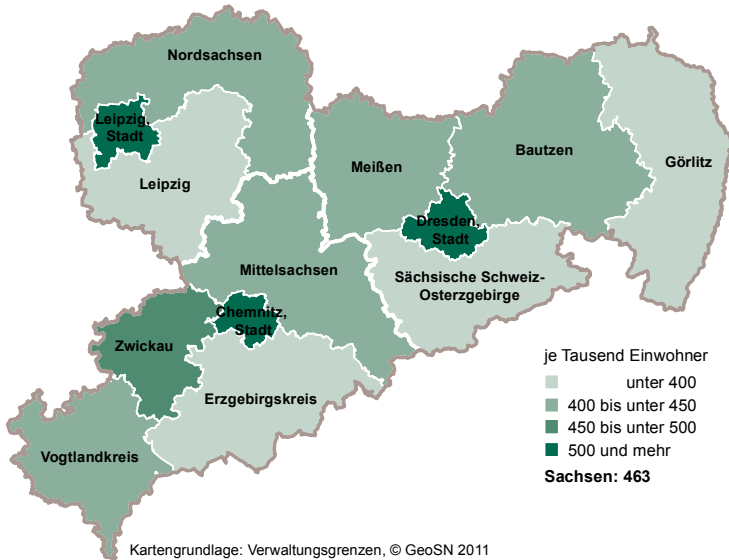 Nordsachsen
Leipzig,
Stadt
Leipzig
Meißen
Bautzen
Görlitz
Dresden,
Stadt
Mittelsachsen
Sächsische Schweiz-
Osterzgebirge
Chemnitz,
Stadt
Zwickau
Erzgebirgskreis
Vogtlandkreis
je Tausend Einwohner
unter 400
400 bis unter 450
450 bis unter 500
500 und mehr
Sachsen: 463
Kartengrundlage: Verwaltungsgrenzen, © GeoSN 2011